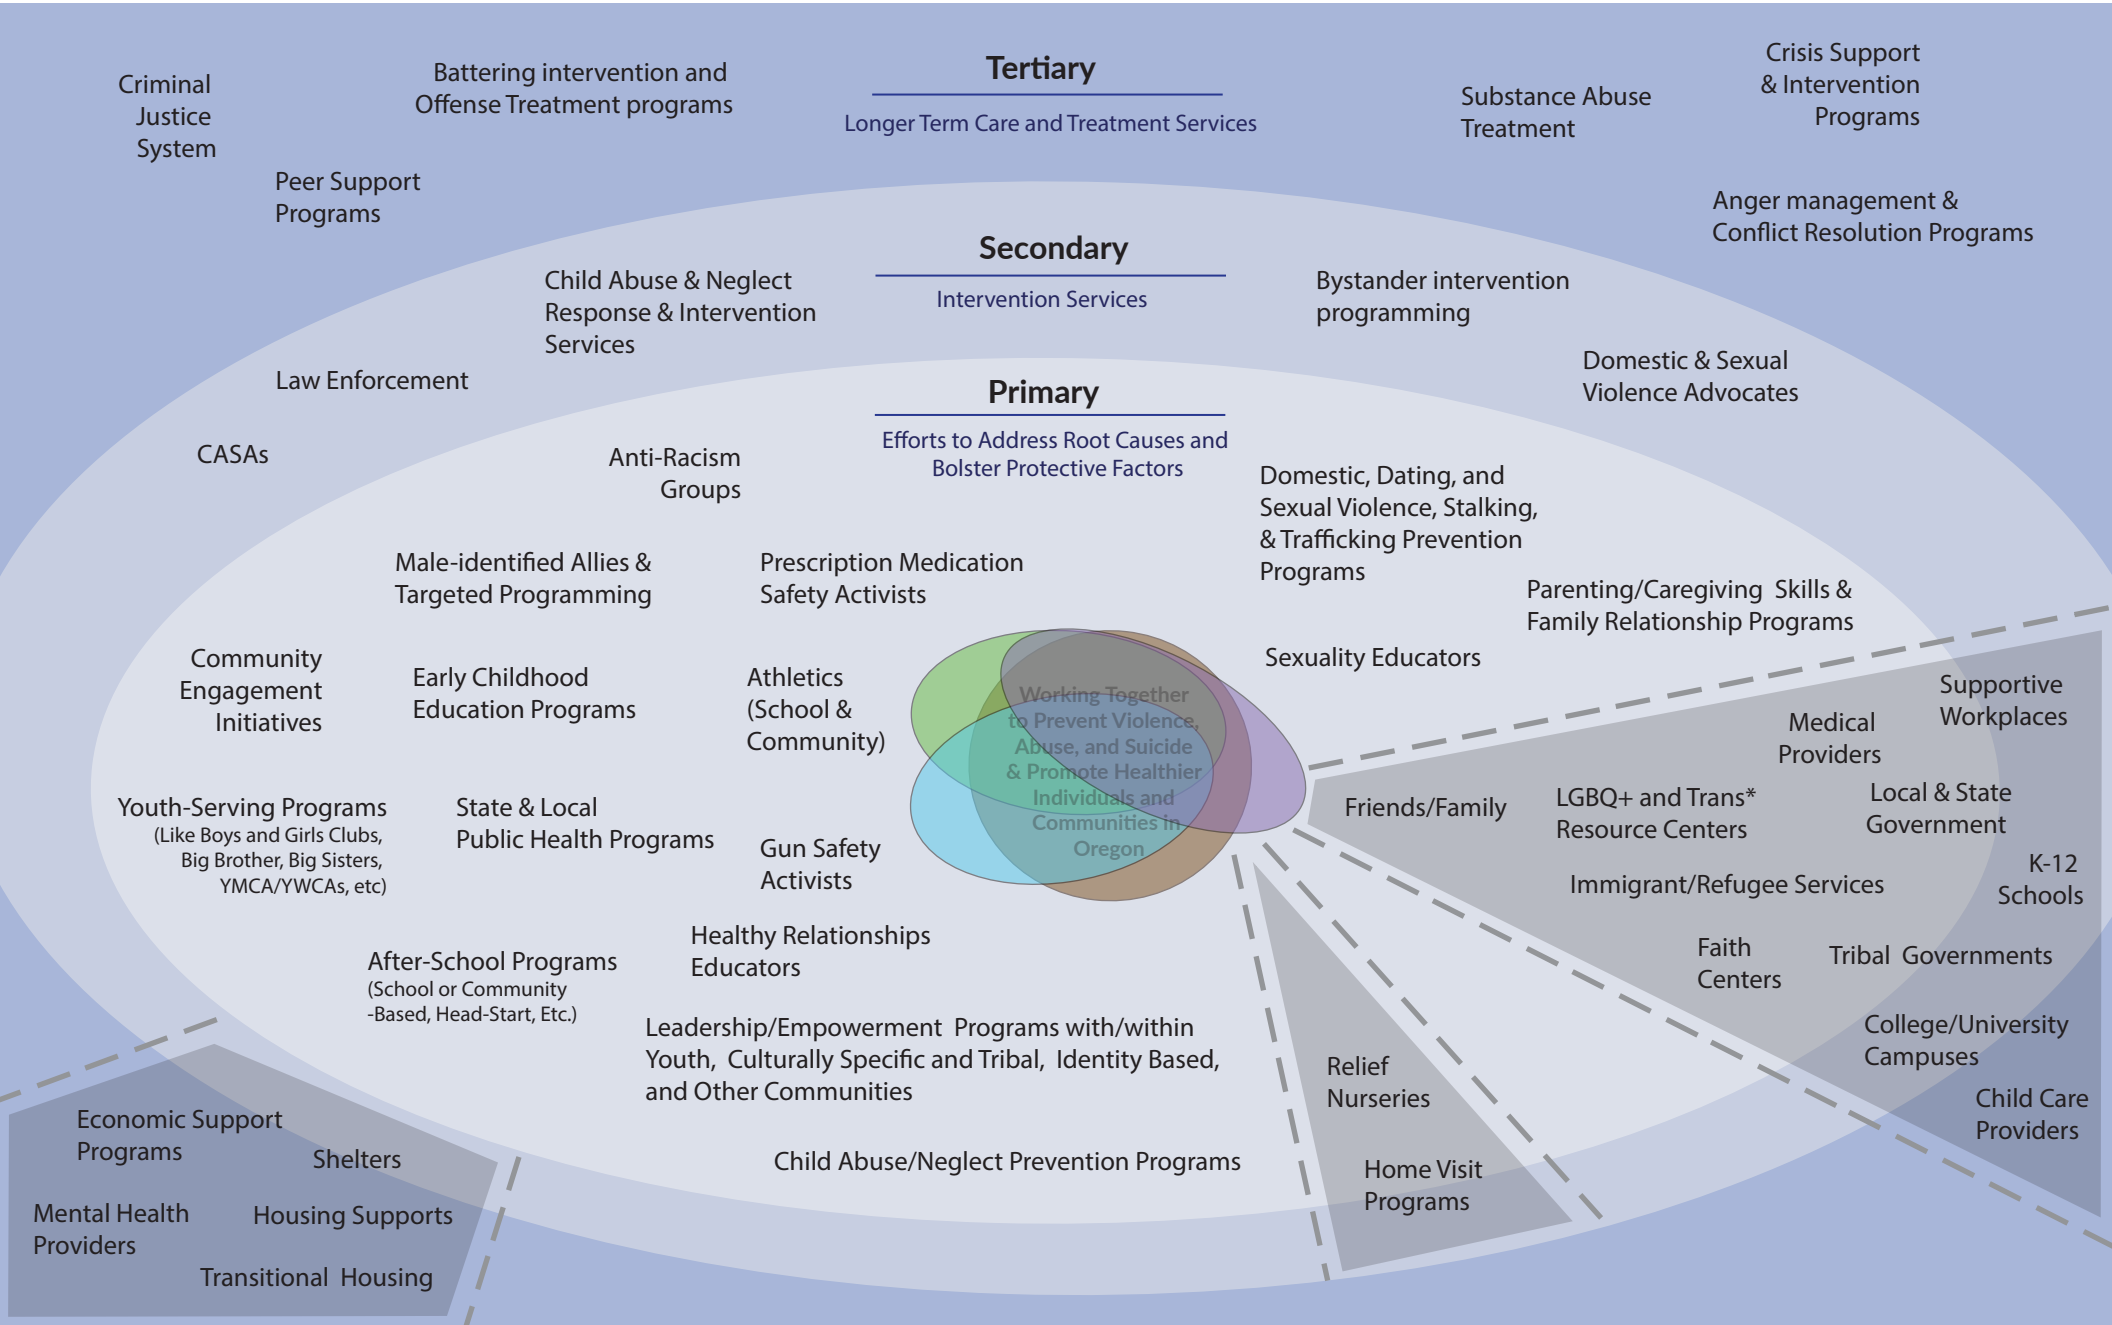 Tertiary
Longer Term Care and Treatment Services
Criminal
Justice
System
Battering intervention and
Offense Treatment programs
Peer Support
Programs
Substance Abuse
Treatment
Crisis Support
& Intervention
Programs
Anger management &
Conflict Resolution Programs
Secondary
Intervention Services
Child Abuse & Neglect
Response & Intervention
Services
Law Enforcement
CASAs
Bystander intervention
programming
Domestic & Sexual
Violence Advocates
Primary
Efforts to Address Root Causes and
Bolster Protective Factors
Anti-Racism
Groups
Domestic, Dating, and
Sexual Violence, Stalking,
& Trafficking Prevention
Programs
Male-identified Allies &
Targeted Programming
Prescription Medication
Safety Activists
Parenting/Caregiving Skills &
Family Relationship Programs
Community
Engagement
Initiatives
Early Childhood
Education Programs
Athletics
(School &
Community)
Sexuality Educators
Working Together
to Prevent Violence,
Abuse, and Suicide
& Promote Healthier
Individuals and
Communities in
Oregon
Youth-Serving Programs
(Like Boys and Girls Clubs,
Big Brother, Big Sisters,
YMCA/YWCAs, etc)
State & Local
Public Health Programs
Gun Safety
Activists
Healthy Relationships
Educators
After-School Programs
(School or Community
-Based, Head-Start, Etc.)
Leadership/Empowerment Programs with/within
Youth, Culturally Specific and Tribal, Identity Based,
and Other Communities
Child Abuse/Neglect Prevention Programs
Supportive
Workplaces
Medical
Providers
Friends/Family
LGBQ+ and Trans*
Resource Centers
Local & State
Government
K-12
Schools
Immigrant/Refugee Services
Faith
Centers
Tribal Governments
College/University
Campuses
Child Care
Providers
Relief
Nurseries
Home Visit
Programs
Economic Support
Programs
Shelters
Mental Health
Providers
Housing Supports
Transitional Housing